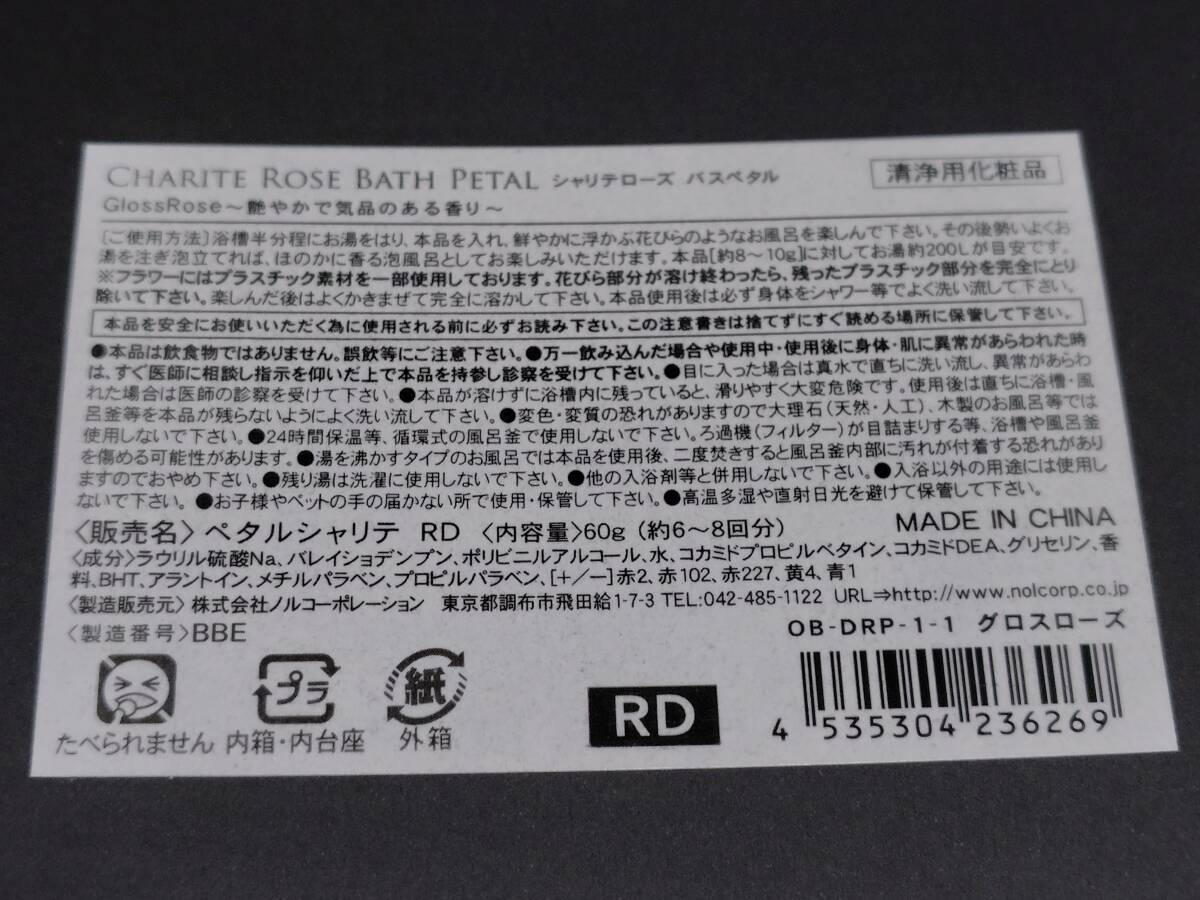 CHARITE ROSE BATH PETAL シャリテローズ バスペタル
清浄用化粧品
GlossRose～艶やかで気品のある香り～
〔ご使用方法〕浴槽半分程にお湯をはり、本品を入れ、鮮やかに浮かぶ花びらのようなお風呂を楽しんで下さい。その後勢いよくお
湯を注ぎ泡立てれば、ほのかに香る泡風呂としてお楽しみいただけます。本品[約8～10g]に対してお湯約200Lが目安です。
※フラワーにはプラスチック素材を一部使用しております。花びら部分が溶け終わったら、残ったプラスチック部分を完全にとり
除いて下さい。楽しんだ後はよくかきまぜて完全に溶かして下さい。本品使用後は必ず身体をシャワー等でよく洗い流して下さい。
本品を安全にお使いいただく為に使用される前に必ずお読み下さい。この注意書きは捨てずにすぐ読める場所に保管して下さい。
●本品は飲食物ではありません。誤飲等にご注意下さい。●万一飲み込んだ場合や使用中・使用後に身体・肌に異常があらわれた時
は、すぐ医師に相談し指示を仰いだ上で本品を持参し診察を受けて下さい。●目に入った場合は真水で直ちに洗い流し、異常があらわ
れた場合は医師の診察を受けて下さい。●本品が溶けずに浴槽内に残っていると、滑りやすく大変危険です。使用後は直ちに浴槽・風
呂釜等を本品が残らないようによく洗い流して下さい。●変色・変質の恐れがありますので大理石（天然・人工）、木製のお風呂等では
使用しないで下さい。●24時間保温等、循環式の風呂釜で使用しないで下さい。ろ過機（フィルター）が目詰まりする等、浴槽や風呂釜
を傷める可能性があります。●湯を沸かすタイプのお風呂では本品を使用後、二度焚きすると風呂釜内部に汚れが付着する恐れがあり
ますのでおやめ下さい。●残り湯は洗濯に使用しないで下さい。●他の入浴剤等と併用しないで下さい。●入浴以外の用途には使用し
ないで下さい。●お子様やペットの手の届かない所で使用・保管して下さい。●高温多湿や直射日光を避けて保管して下さい。
〈販売名〉ペタルシャリテ RD 〈内容量〉60g（約6～8回分） MADE IN CHINA
〈成分〉ラウリル硫酸Na、バレイショデンプン、ポリビニルアルコール、水、コカミドプロピルベタイン、コカミドDEA、グリセリン、香
料、BHT、アラントイン、メチルパラベン、プロピルパラベン、[+/−]赤2、赤102、赤227、黄4、青1
〈製造販売元〉株式会社ノルコーポレーション 東京都調布市飛田給1-7-3 TEL:042-485-1122 URL⇒http://www.nolcorp.co.jp
〈製造番号〉BBE
OB-DRP-1-1 グロスローズ
プラ
紙
RD
4 535304 236269
たべられません 内箱・内台座 外箱